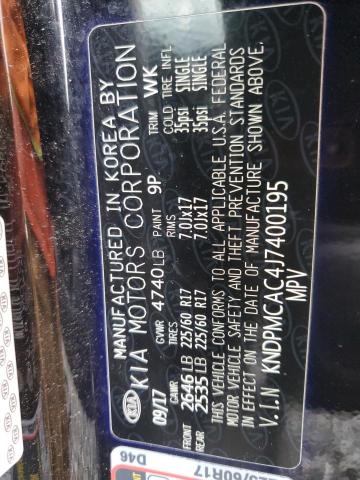 MANUFACTURED IN KOREA BY
KIA MOTORS CORPORATION
KIA
09/17 GVWR 4740LB PAINT 9P TRIM WK
GAWR TIRES RIMS COLD TIRE INFL
FRONT 2646LB 225/60 R17 7.0Jx17 35psi SINGLE
REAR 2535LB 225/60 R17 7.0Jx17 35psi SINGLE
THIS VEHICLE CONFORMS TO ALL APPLICABLE U.S.A. FEDERAL
MOTOR VEHICLE SAFETY AND THEFT PREVENTION STANDARDS
IN EFFECT ON THE DATE OF MANUFACTURE SHOWN ABOVE.
V.I.N KNDPMCAC4J7400195
MPV
D46
225/60R17